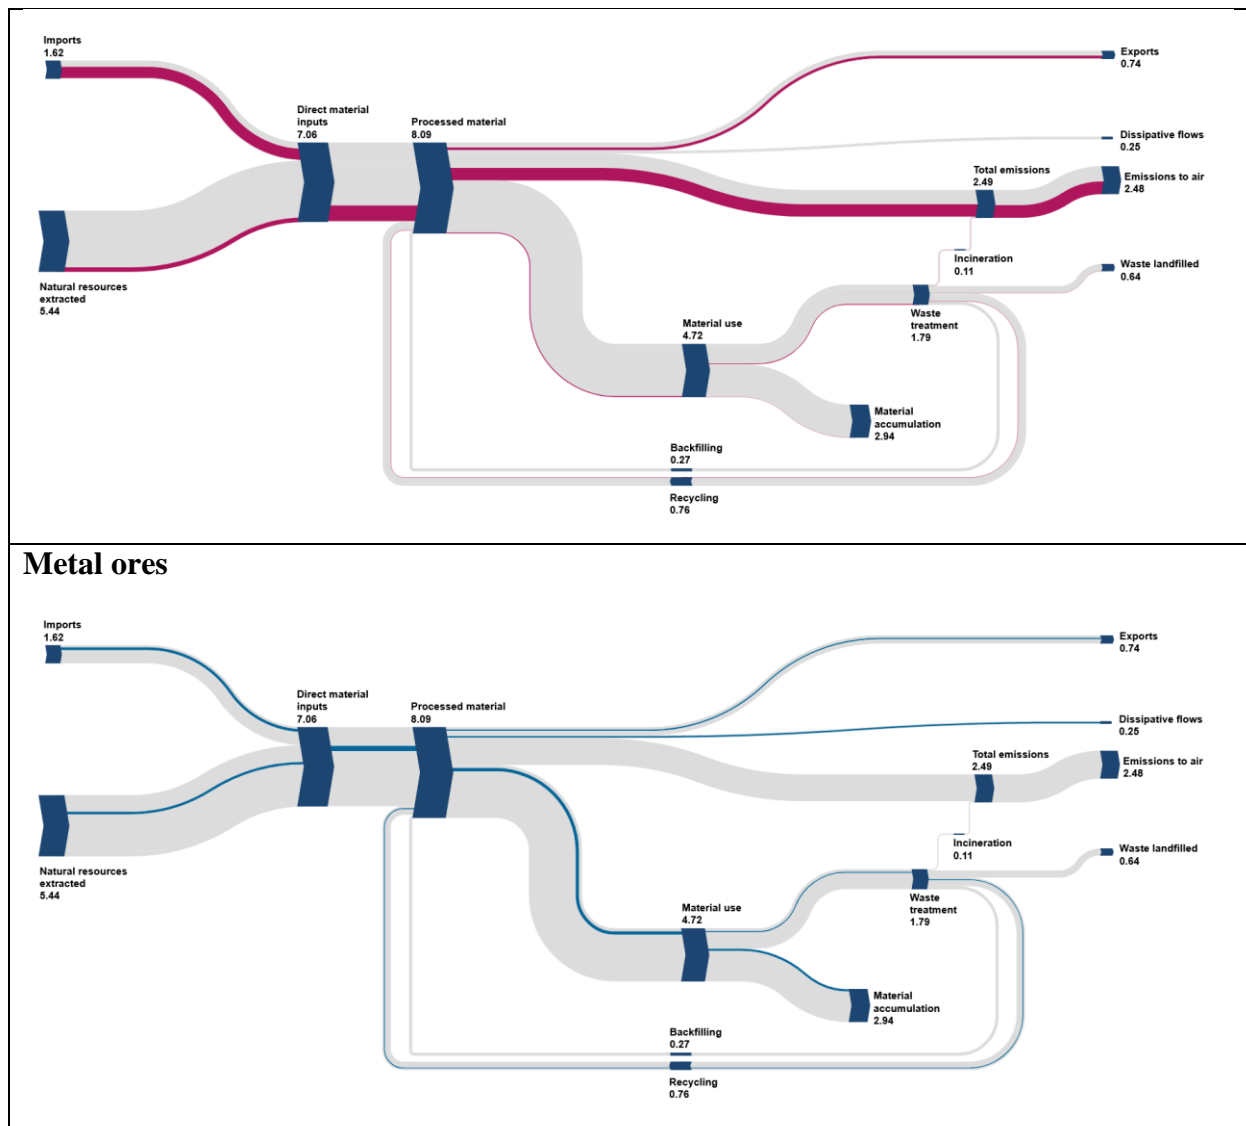 Imports
1.62
Exports
0.74
Direct material
inputs
7.06
Processed material
8.09
Dissipative flows
0.25
Total emissions
2.49
Emissions to air
2.48
Incineration
0.11
Waste landfilled
0.64
Natural resources
extracted
5.44
Waste
treatment
1.79
Material use
4.72
Material
accumulation
2.94
Backfilling
0.27
Recycling
0.76
Metal ores
Imports
1.62
Exports
0.74
Direct material
inputs
7.06
Processed material
8.09
Dissipative flows
0.25
Total emissions
2.49
Emissions to air
2.48
Incineration
0.11
Waste landfilled
0.64
Natural resources
extracted
5.44
Waste
treatment
1.79
Material use
4.72
Material
accumulation
2.94
Backfilling
0.27
Recycling
0.76